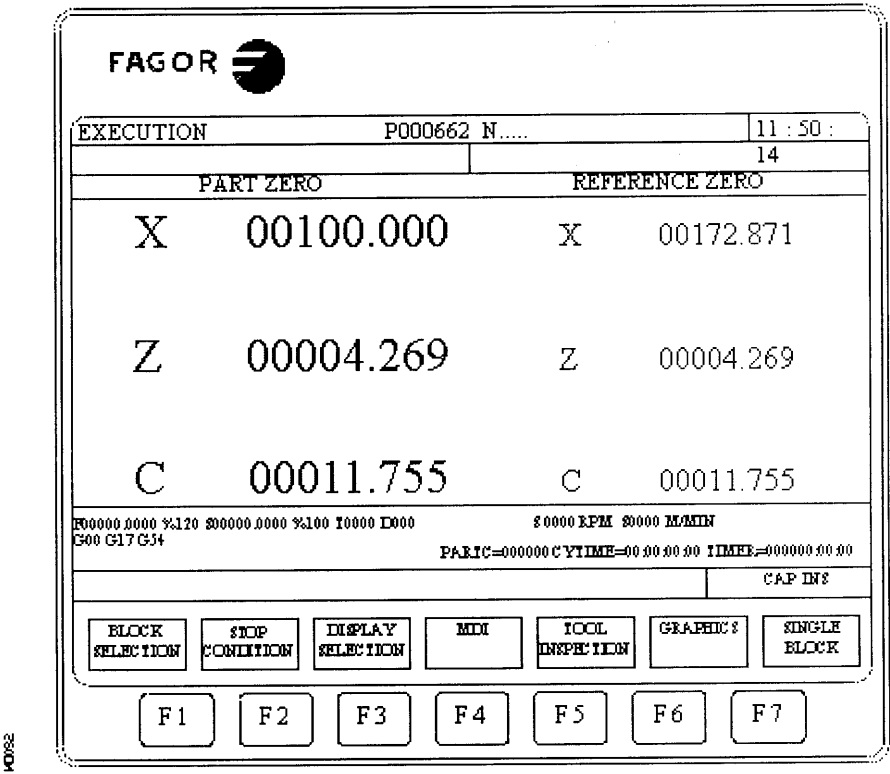 FAGOR
EXECUTION P000662 N..... 11 : 50 :
14
PART ZERO REFERENCE ZERO
X 00100.000 X 00172.871
Z 00004.269 Z 00004.269
C 00011.755 C 00011.755
F00000.0000 %120 S00000.0000 %100 T0000 D000 S0000 RPM S0000 M/MIN
G00 G17 G54
PARTC=000000 CYTIME=00:00:00:00 TIMER=000000:00:00
CAP INS
BLOCK SELECTION
STOP CONDITION
DISPLAY SELECTION
MDI
TOOL INSPECTION
GRAPHICS
SINGLE BLOCK
F1 F2 F3 F4 F5 F6 F7